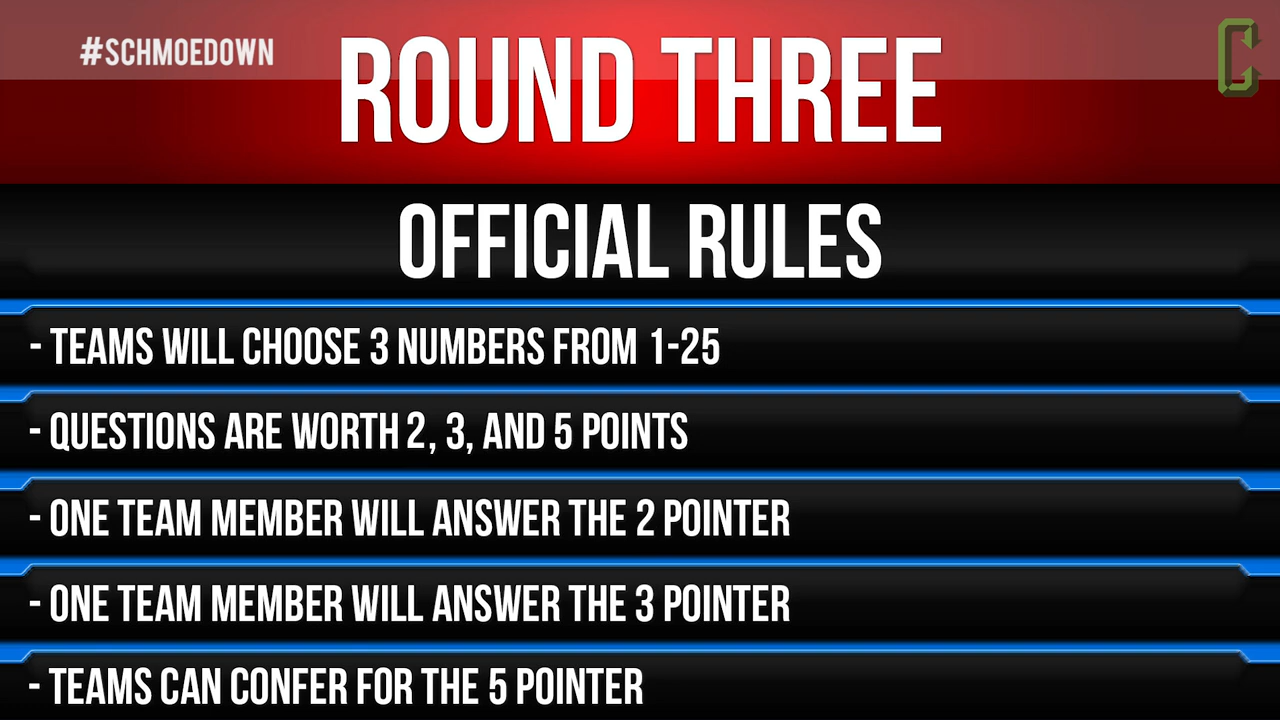 #SCHMOEDOWN
ROUND THREE
OFFICIAL RULES
- TEAMS WILL CHOOSE 3 NUMBERS FROM 1-25
- QUESTIONS ARE WORTH 2, 3, AND 5 POINTS
- ONE TEAM MEMBER WILL ANSWER THE 2 POINTER
- ONE TEAM MEMBER WILL ANSWER THE 3 POINTER
- TEAMS CAN CONFER FOR THE 5 POINTER